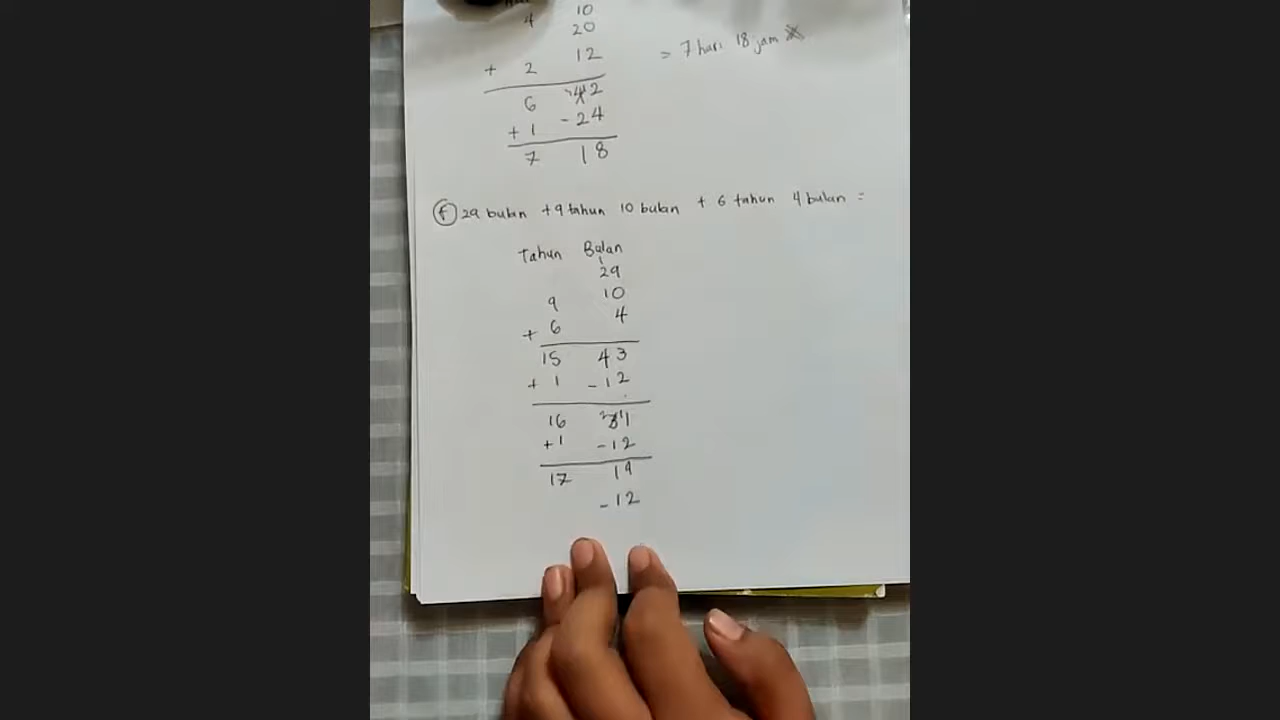 4 10
20
+ 2 12
6 42
+ 1 - 24
7 18
= 7 hari 18 jam
f 29 bulan + 9 tahun 10 bulan + 6 tahun 4 bulan =
Tahun Bulan
1
29
9 10
+ 6 4
15 43
+ 1 - 12
16 31
+ 1 - 12
17 19
- 12